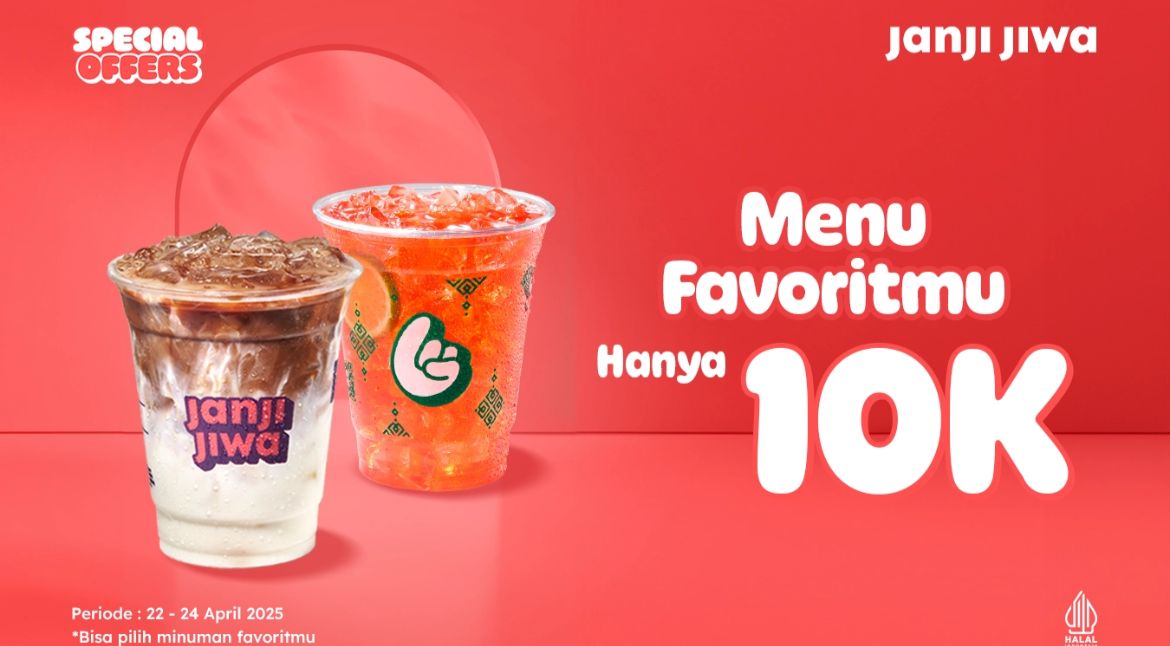 SPECIAL
OFFERS
Janji Jiwa
Menu
Favoritmu
Hanya 10K
Janji
Jiwa
Periode : 22 - 24 April 2025
*Bisa pilih minuman favoritmu
HALAL